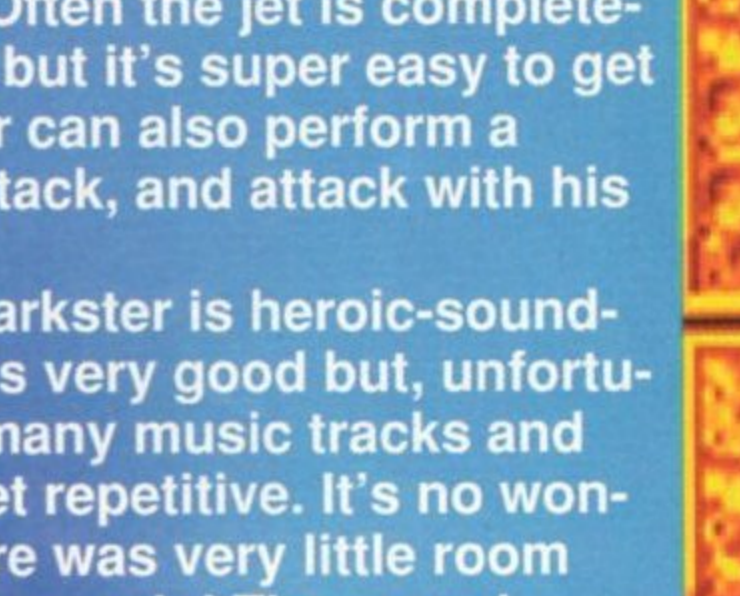 Often the jet is complete-
but it's super easy to get
r can also perform a
tack, and attack with his
arkster is heroic-sound-
s very good but, unfortu-
many music tracks and
et repetitive. It's no won-
re was very little room